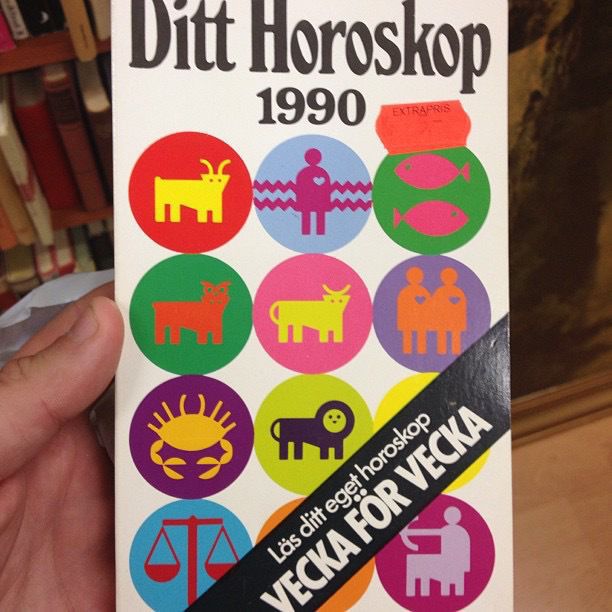 Ditt Horoskop
1990
EXTRAPRIS
Läs ditt eget horoskop
VECKA FÖR VECKA